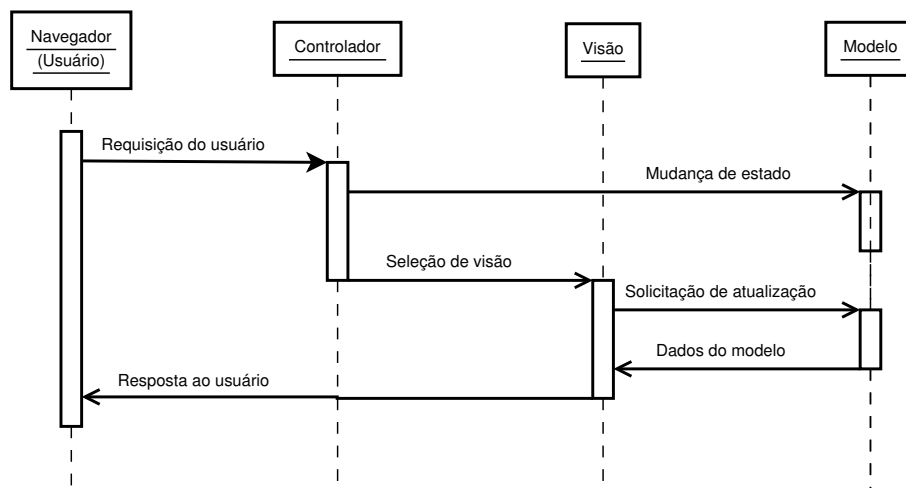 Navegador
(Usuário)
Controlador
Visão
Modelo
Requisição do usuário
Mudança de estado
Seleção de visão
Solicitação de atualização
Dados do modelo
Resposta ao usuário